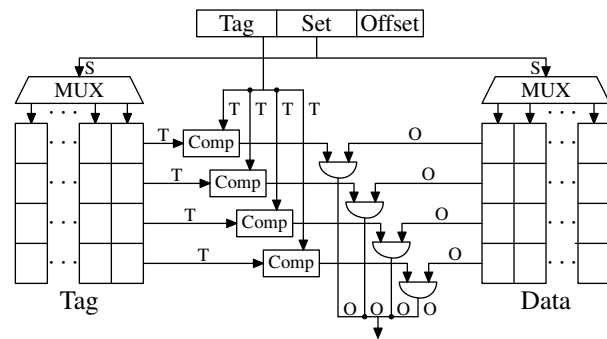 Tag Set Offset
S S
MUX MUX
T T T T
T Comp O
T Comp O
T Comp O
T Comp O
Tag Data
O O O O